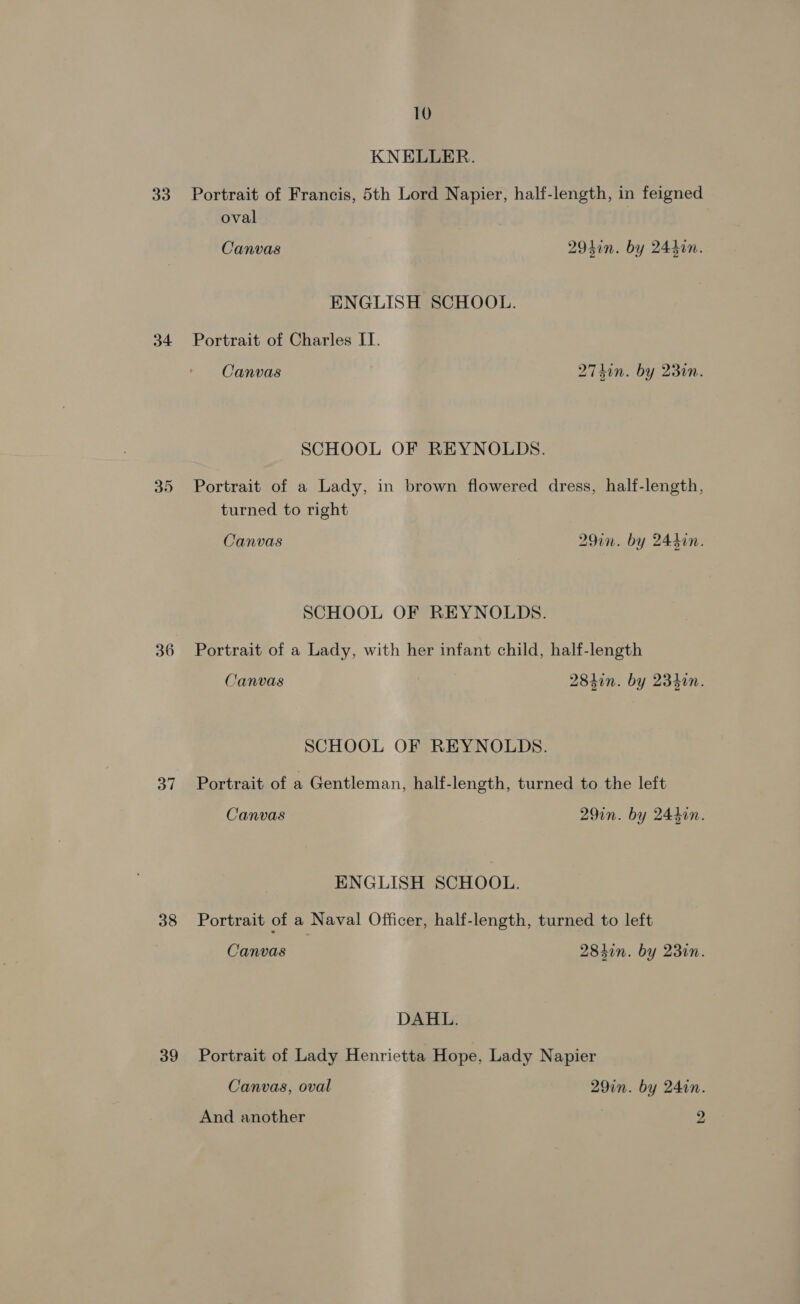 10
KNELLER.
33 Portrait of Francis, 5th Lord Napier, half-length, in feigned
oval
Canvas 29½in. by 24½in.
ENGLISH SCHOOL.
34 Portrait of Charles II.
Canvas 27½in. by 23in.
SCHOOL OF REYNOLDS.
35 Portrait of a Lady, in brown flowered dress, half-length,
turned to right
Canvas 29in. by 24½in.
SCHOOL OF REYNOLDS.
36 Portrait of a Lady, with her infant child, half-length
Canvas 28½in. by 23½in.
SCHOOL OF REYNOLDS.
37 Portrait of a Gentleman, half-length, turned to the left
Canvas 29in. by 24½in.
ENGLISH SCHOOL.
38 Portrait of a Naval Officer, half-length, turned to left
Canvas 28½in. by 23in.
DAHL.
39 Portrait of Lady Henrietta Hope, Lady Napier
Canvas, oval 29in. by 24in.
And another 2